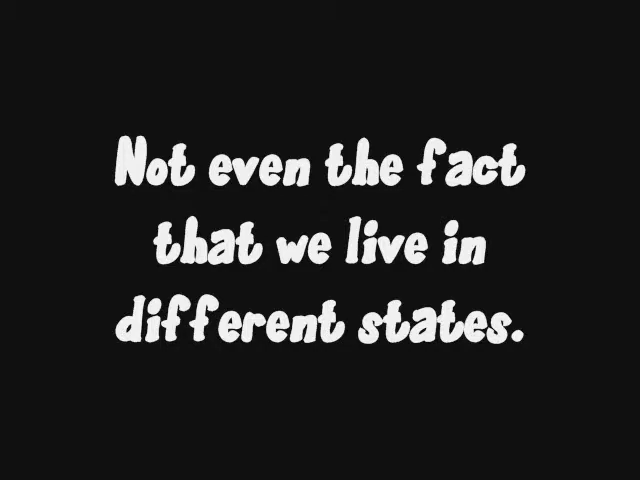 Not even the fact
that we live in
different states.